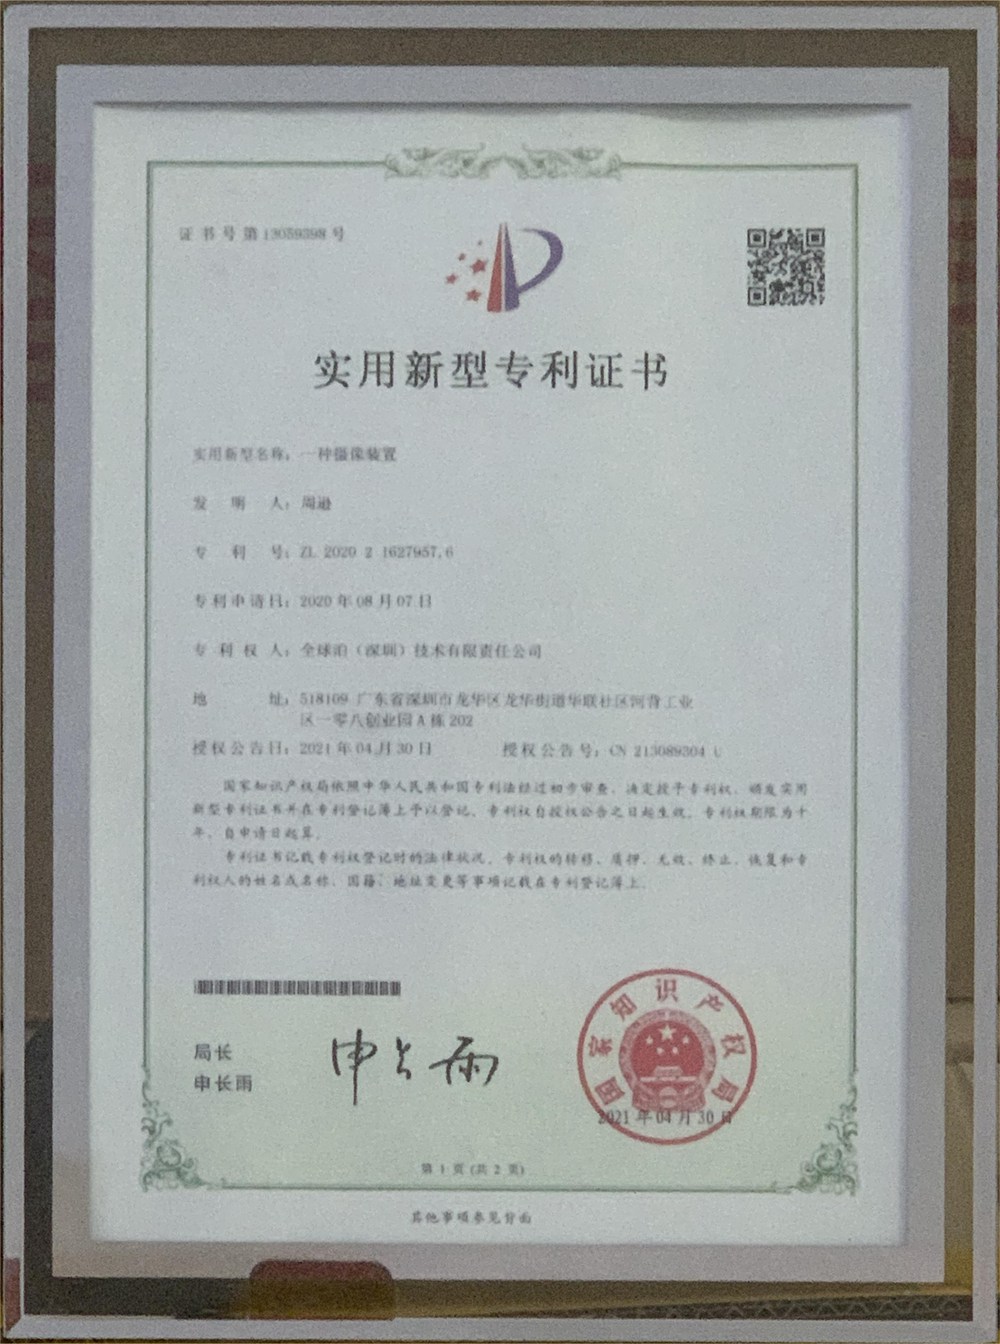 证书号第13059398号
实用新型专利证书
实用新型名称：一种摄像装置
发明人：周逊
专利号：ZL 2020 2 1627957.6
专利申请日：2020年08月07日
专利权人：全球泊（深圳）技术有限责任公司
地址：518109 广东省深圳市龙华区龙华街道华联社区河背工业
区一零八创业园A栋202
授权公告日：2021年04月30日 授权公告号：CN 213089304 U
国家知识产权局依照中华人民共和国专利法经过初步审查，决定授予专利权，颁发实用
新型专利证书并在专利登记簿上予以登记。专利权自授权公告之日起生效。专利权期限为十
年，自申请日起算。
专利证书记载专利权登记时的法律状况。专利权的转移、质押、无效、终止、恢复和专
利权人的姓名或名称、国籍、地址变更等事项记载在专利登记簿上。
局长
申长雨
申长雨
国家知识产权局
2021年04月30日
第 1 页 (共 2 页)
其他事项参见背面